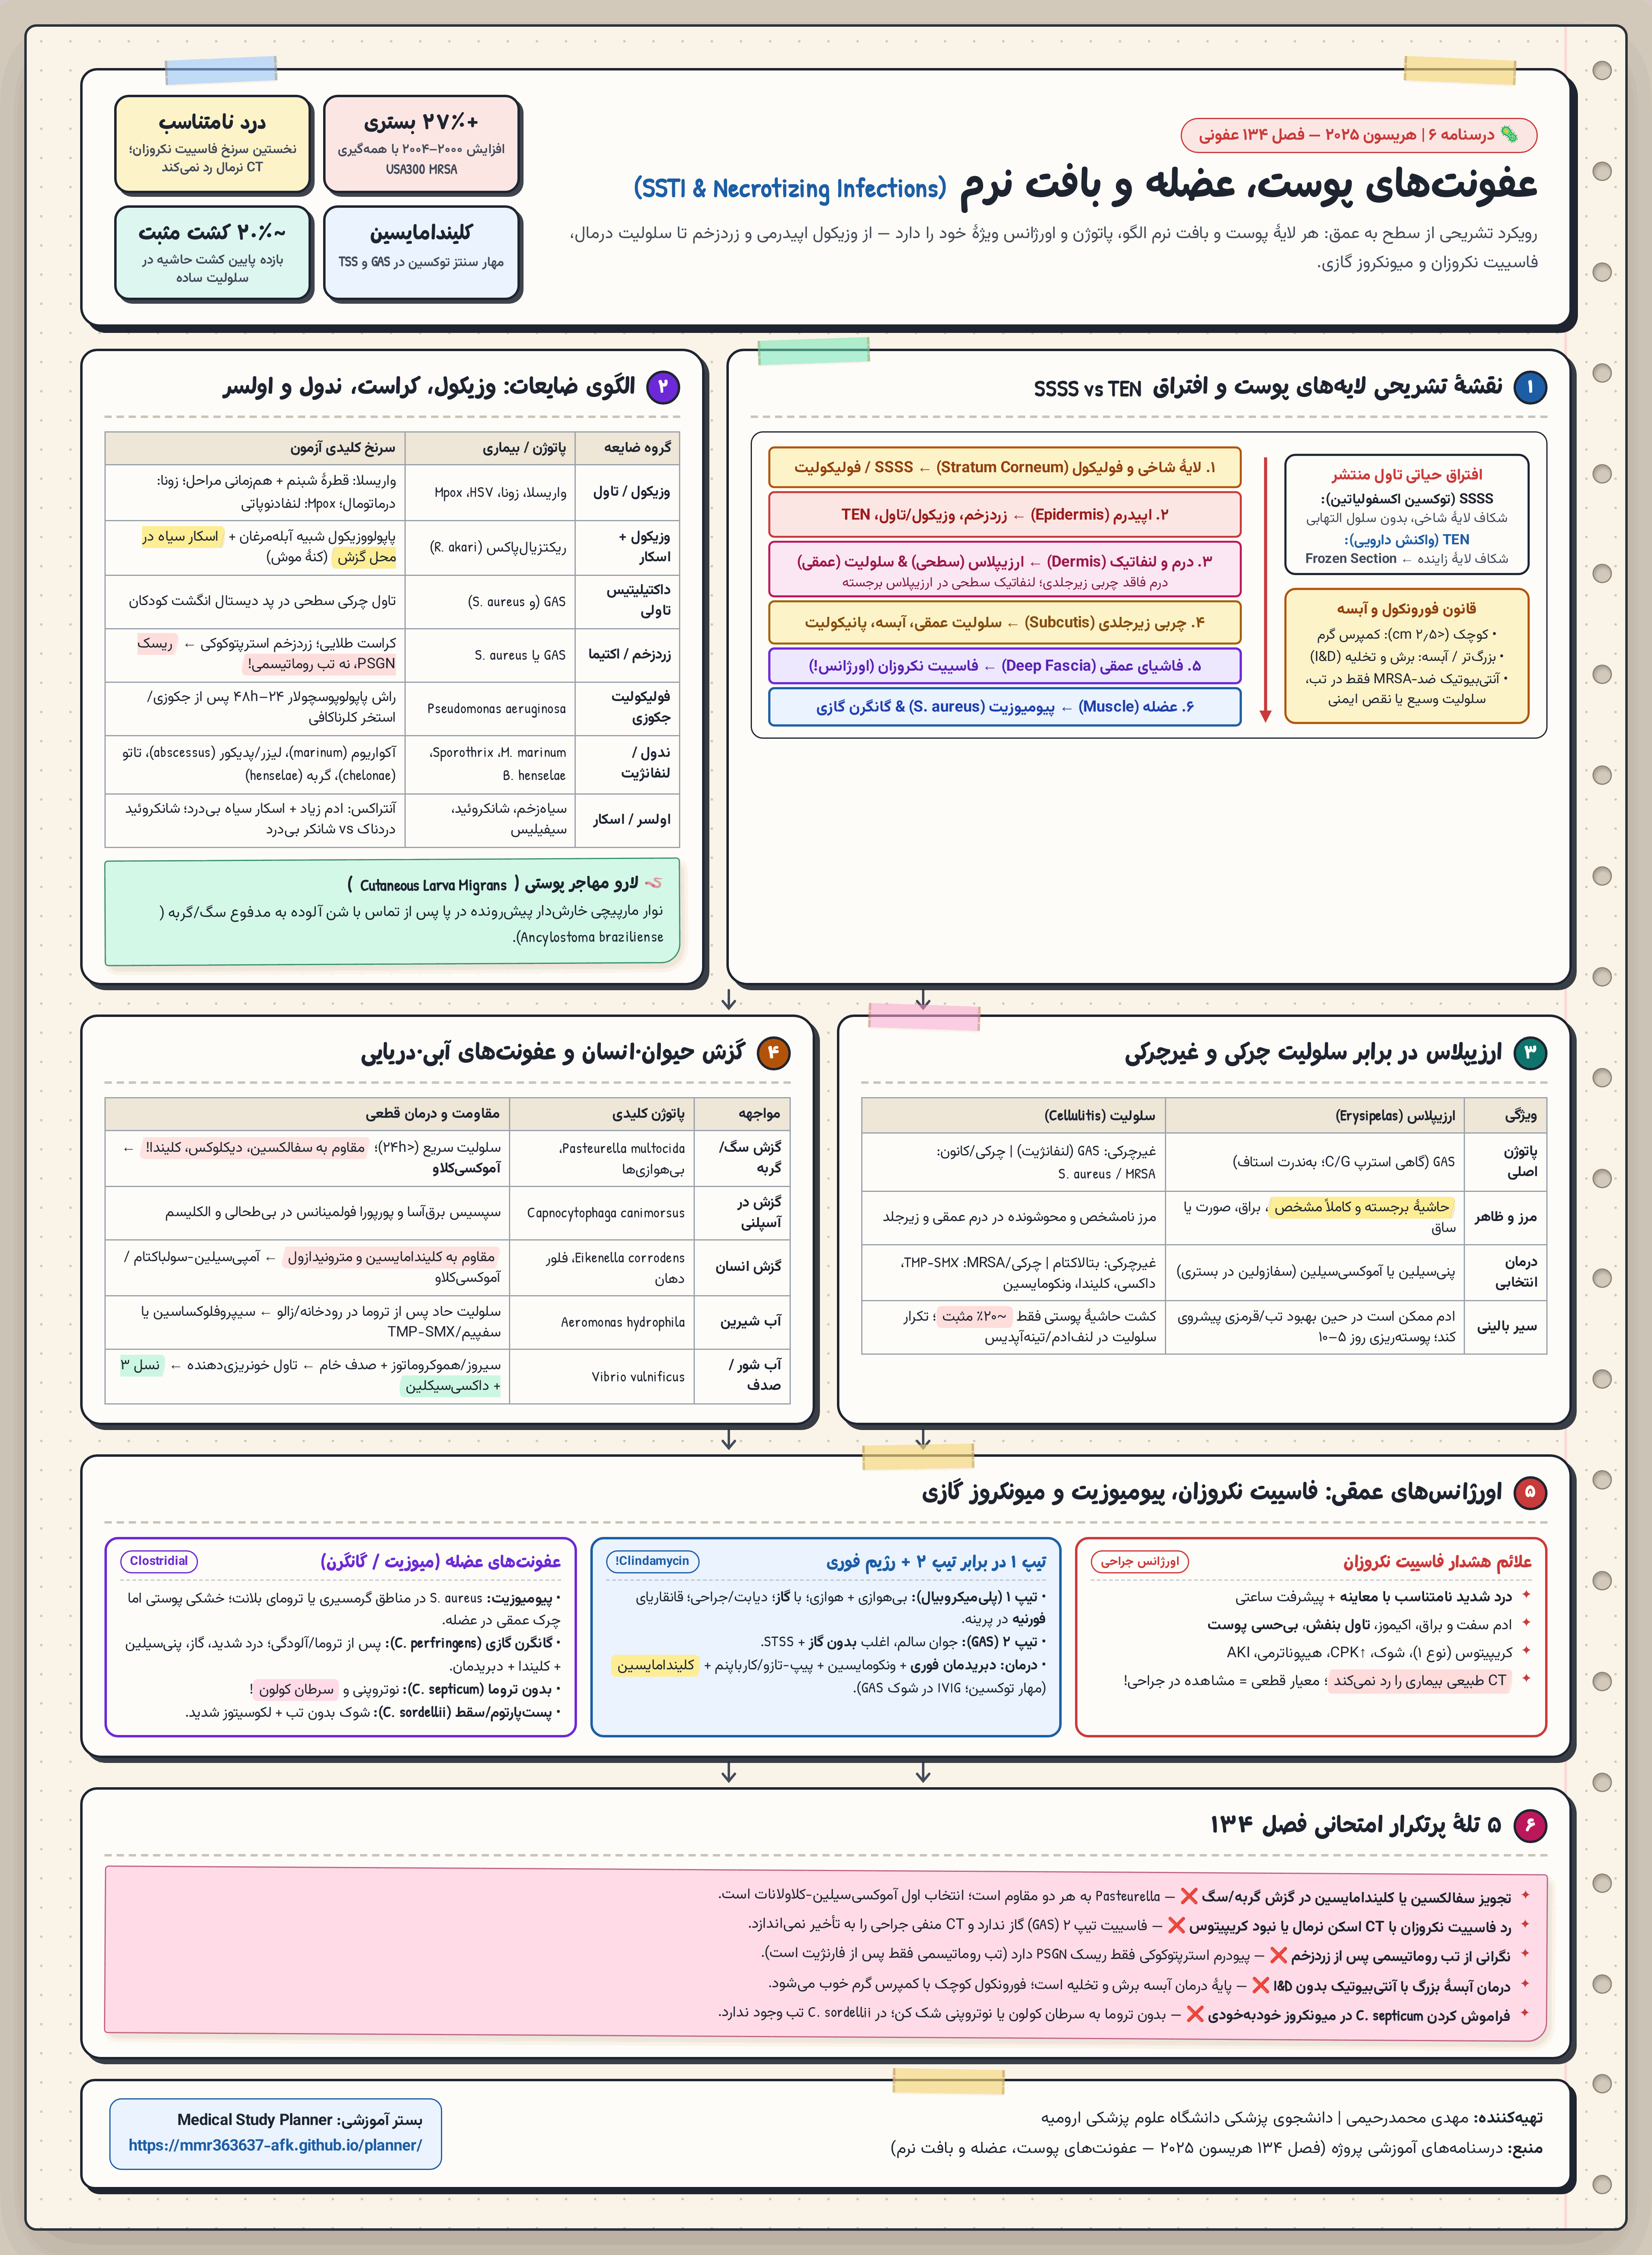 🦠 درسنامه ۶ | هریسون ۲۰۲۵ — فصل ۱۳۴ عفونی
عفونت‌های پوست، عضله و بافت نرم (SSTI & Necrotizing Infections)
رویکرد تشریحی از سطح به عمق: هر لایهٔ پوست و بافت نرم الگو، پاتوژن و اورژانس ویژهٔ خود را دارد — از وزیکول اپیدرمی و زردزخم تا سلولیت درمال،
فاسییت نکروزان و میونکروز گازی.
+۲۷٪ بستری
افزایش ۲۰۰۰–۲۰۰۴ با همه‌گیری
USA300 MRSA
درد نامتناسب
نخستین سرنخ فاسییت نکروزان؛
CT نرمال رد نمی‌کند
کلیندامایسین
مهار سنتز توکسین در GAS و TSS
~۲۰٪ کشت مثبت
بازده پایین کشت حاشیه در
سلولیت ساده
۱ نقشهٔ تشریحی لایه‌های پوست و افتراق SSSS vs TEN
افتراق حیاتی تاول منتشر
SSSS (توکسین اکسفولیاتین):
شکاف لایهٔ شاخی، بدون سلول التهابی
TEN (واکنش دارویی):
شکاف لایهٔ زاینده ← Frozen Section
قانون فورونکول و آبسه
• کوچک (<۲٫۵ cm): کمپرس گرم
• بزرگ‌تر / آبسه: برش و تخلیه (I&D)
• آنتی‌بیوتیک ضد-MRSA فقط در تب،
سلولیت وسیع یا نقص ایمنی
۱. لایهٔ شاخی و فولیکول (Stratum Corneum) ← SSSS / فولیکولیت
۲. اپیدرم (Epidermis) ← زردزخم، وزیکول/تاول، TEN
۳. درم و لنفاتیک (Dermis) ← ارزیپلاس (سطحی) & سلولیت (عمقی)
درم فاقد چربی زیرجلدی؛ لنفاتیک سطحی در ارزیپلاس برجسته
۴. چربی زیرجلدی (Subcutis) ← سلولیت عمقی، آبسه، پانیکولیت
۵. فاشیای عمقی (Deep Fascia) ← فاسییت نکروزان (اورژانس!)
۶. عضله (Muscle) ← پیومیوزیت (S. aureus) & گانگرن گازی
۲ الگوی ضایعات: وزیکول، کراست، ندول و اولسر
گروه ضایعه | پاتوژن / بیماری | سرنخ کلیدی آزمون
وزیکول / تاول | واریسلا، زونا، HSV، Mpox | واریسلا: قطرهٔ شبنم + هم‌زمانی مراحل؛ زونا:
درماتومال؛ Mpox: لنفادنوپاتی
وزیکول + اسکار | ریکتزیال‌پاکس (R. akari) | پاپولووزیکول شبیه آبله‌مرغان + اسکار سیاه در
محل گزش (کنهٔ موش)
داکتیلیتیس تاولی | GAS (و S. aureus) | تاول چرکی سطحی در پد دیستال انگشت کودکان
زردزخم / اکتیما | GAS یا S. aureus | کراست طلایی؛ زردزخم استرپتوکوکی ← ریسک
PSGN، نه تب روماتیسمی!
فولیکولیت جکوزی | Pseudomonas aeruginosa | راش پاپولوپوسچولار ۲۴–۴۸h پس از جکوزی/
استخر کلرناکافی
ندول / لنفانژیت | Sporothrix ،M. marinum، B. henselae | آکواریوم (marinum)، لیزر/پدیکور (abscessus)، تاتو
(chelonae)، گربه (henselae)
اولسر / اسکار | سیاه‌زخم، شانکروئید، سیفیلیس | آنتراکس: ادم زیاد + اسکار سیاه بی‌درد؛ شانکروئید
دردناک vs شانکر بی‌درد
🪱 لارو مهاجر پوستی ( Cutaneous Larva Migrans )
نوار مارپیچی خارش‌دار پیش‌رونده در پا پس از تماس با شن آلوده به مدفوع سگ/گربه (
Ancylostoma braziliense).
۳ ارزیپلاس در برابر سلولیت چرکی و غیرچرکی
ویژگی | ارزیپلاس (Erysipelas) | سلولیت (Cellulitis)
پاتوژن اصلی | GAS (گاهی استرپ C/G؛ به‌ندرت استاف) | غیرچرکی: GAS (لنفانژیت) | چرکی/کانون:
S. aureus / MRSA
مرز و ظاهر | حاشیهٔ برجسته و کاملاً مشخص، براق، صورت یا ساق | مرز نامشخص و محوشونده در درم عمقی و زیرجلد
درمان انتخابی | پنی‌سیلین یا آموکسی‌سیلین (سفازولین در بستری) | غیرچرکی: بتالاکتام | چرکی/MRSA: TMP-SMX،
داکسی، کلیندا، ونکومایسین
سیر بالینی | ادم ممکن است در حین بهبود تب/قرمزی پیشروی
کند؛ پوسته‌ریزی روز ۵–۱۰ | کشت حاشیهٔ پوستی فقط ~۲۰٪ مثبت؛ تکرار
سلولیت در لنف‌ادم/تینه‌آپدیس
۴ گزش حیوان·انسان و عفونت‌های آبی·دریایی
مواجهه | پاتوژن کلیدی | مقاومت و درمان قطعی
گزش سگ/گربه | Pasteurella multocida، بی‌هوازی‌ها | سلولیت سریع (<۲۴h)؛ مقاوم به سفالکسین، دیکلوکس، کلیندا! ←
آموکسی‌کلاو
گزش در آسپلنی | Capnocytophaga canimorsus | سپسیس برق‌آسا و پورپورا فولمینانس در بی‌طحالی و الکلیسم
گزش انسان | Eikenella corrodens، فلور دهان | مقاوم به کلیندامایسین و مترونیدازول ← آمپی‌سیلین-سولباکتام /
آموکسی‌کلاو
آب شیرین | Aeromonas hydrophila | سلولیت حاد پس از تروما در رودخانه/زالو ← سیپروفلوکساسین یا
سفپیم/TMP-SMX
آب شور / صدف | Vibrio vulnificus | سیروز/هموکروماتوز + صدف خام ← تاول خونریزی‌دهنده ← نسل ۳
+ داکسی‌سیکلین
۵ اورژانس‌های عمقی: فاسییت نکروزان، پیومیوزیت و میونکروز گازی
علائم هشدار فاسییت نکروزان
اورژانس جراحی
✦ درد شدید نامتناسب با معاینه + پیشرفت ساعتی
✦ ادم سفت و براق، اکیموز، تاول بنفش، بی‌حسی پوست
✦ کریپیتوس (نوع ۱)، شوک، CPK↑، هیپوناترمی، AKI
✦ CT طبیعی بیماری را رد نمی‌کند؛ معیار قطعی = مشاهده در جراحی!
تیپ ۱ در برابر تیپ ۲ + رژیم فوری
Clindamycin!
• تیپ ۱ (پلی‌میکروبیال): بی‌هوازی + هوازی؛ با گاز؛ دیابت/جراحی؛ قانقاریای
فورنیه در پرینه.
• تیپ ۲ (GAS): جوان سالم، اغلب بدون گاز + STSS.
• درمان: دبریدمان فوری + ونکومایسین + پیپ-تازو/کارباپنم + کلیندامایسین
(مهار توکسین؛ IVIG در شوک GAS).
عفونت‌های عضله (میوزیت / گانگرن)
Clostridial
• پیومیوزیت: S. aureus در مناطق گرمسیری یا ترومای بلانت؛ خشکی پوستی اما
چرک عمقی در عضله.
• گانگرن گازی (C. perfringens): پس از تروما/آلودگی؛ درد شدید، گاز، پنی‌سیلین
+ کلیندا + دبریدمان.
• بدون تروما (C. septicum): نوتروپنی و سرطان کولون!
• پست‌پارتوم/سقط (C. sordellii): شوک بدون تب + لکوسیتوز شدید.
۶ ۵ تلهٔ پرتکرار امتحانی فصل ۱۳۴
✦ تجویز سفالکسین یا کلیندامایسین در گزش گربه/سگ ❌ — Pasteurella به هر دو مقاوم است؛ انتخاب اول آموکسی‌سیلین-کلاولانات است.
✦ رد فاسییت نکروزان با CT اسکن نرمال یا نبود کریپیتوس ❌ — فاسییت تیپ ۲ (GAS) گاز ندارد و CT منفی جراحی را به تأخیر نمی‌اندازد.
✦ نگرانی از تب روماتیسمی پس از زردزخم ❌ — پیودرم استرپتوکوکی فقط ریسک PSGN دارد (تب روماتیسمی فقط پس از فارنژیت است).
✦ درمان آبسهٔ بزرگ با آنتی‌بیوتیک بدون I&D ❌ — پایهٔ درمان آبسه برش و تخلیه است؛ فورونکول کوچک با کمپرس گرم خوب می‌شود.
✦ فراموش کردن C. septicum در میونکروز خودبه‌خودی ❌ — بدون تروما به سرطان کولون یا نوتروپنی شک کن؛ در C. sordellii تب وجود ندارد.
تهیه‌کننده: مهدی محمدرحیمی | دانشجوی پزشکی دانشگاه علوم پزشکی ارومیه
منبع: درسنامه‌های آموزشی پروژه (فصل ۱۳۴ هریسون ۲۰۲۵ — عفونت‌های پوست، عضله و بافت نرم)
بستر آموزشی: Medical Study Planner
https://mmr363637-afk.github.io/planner/